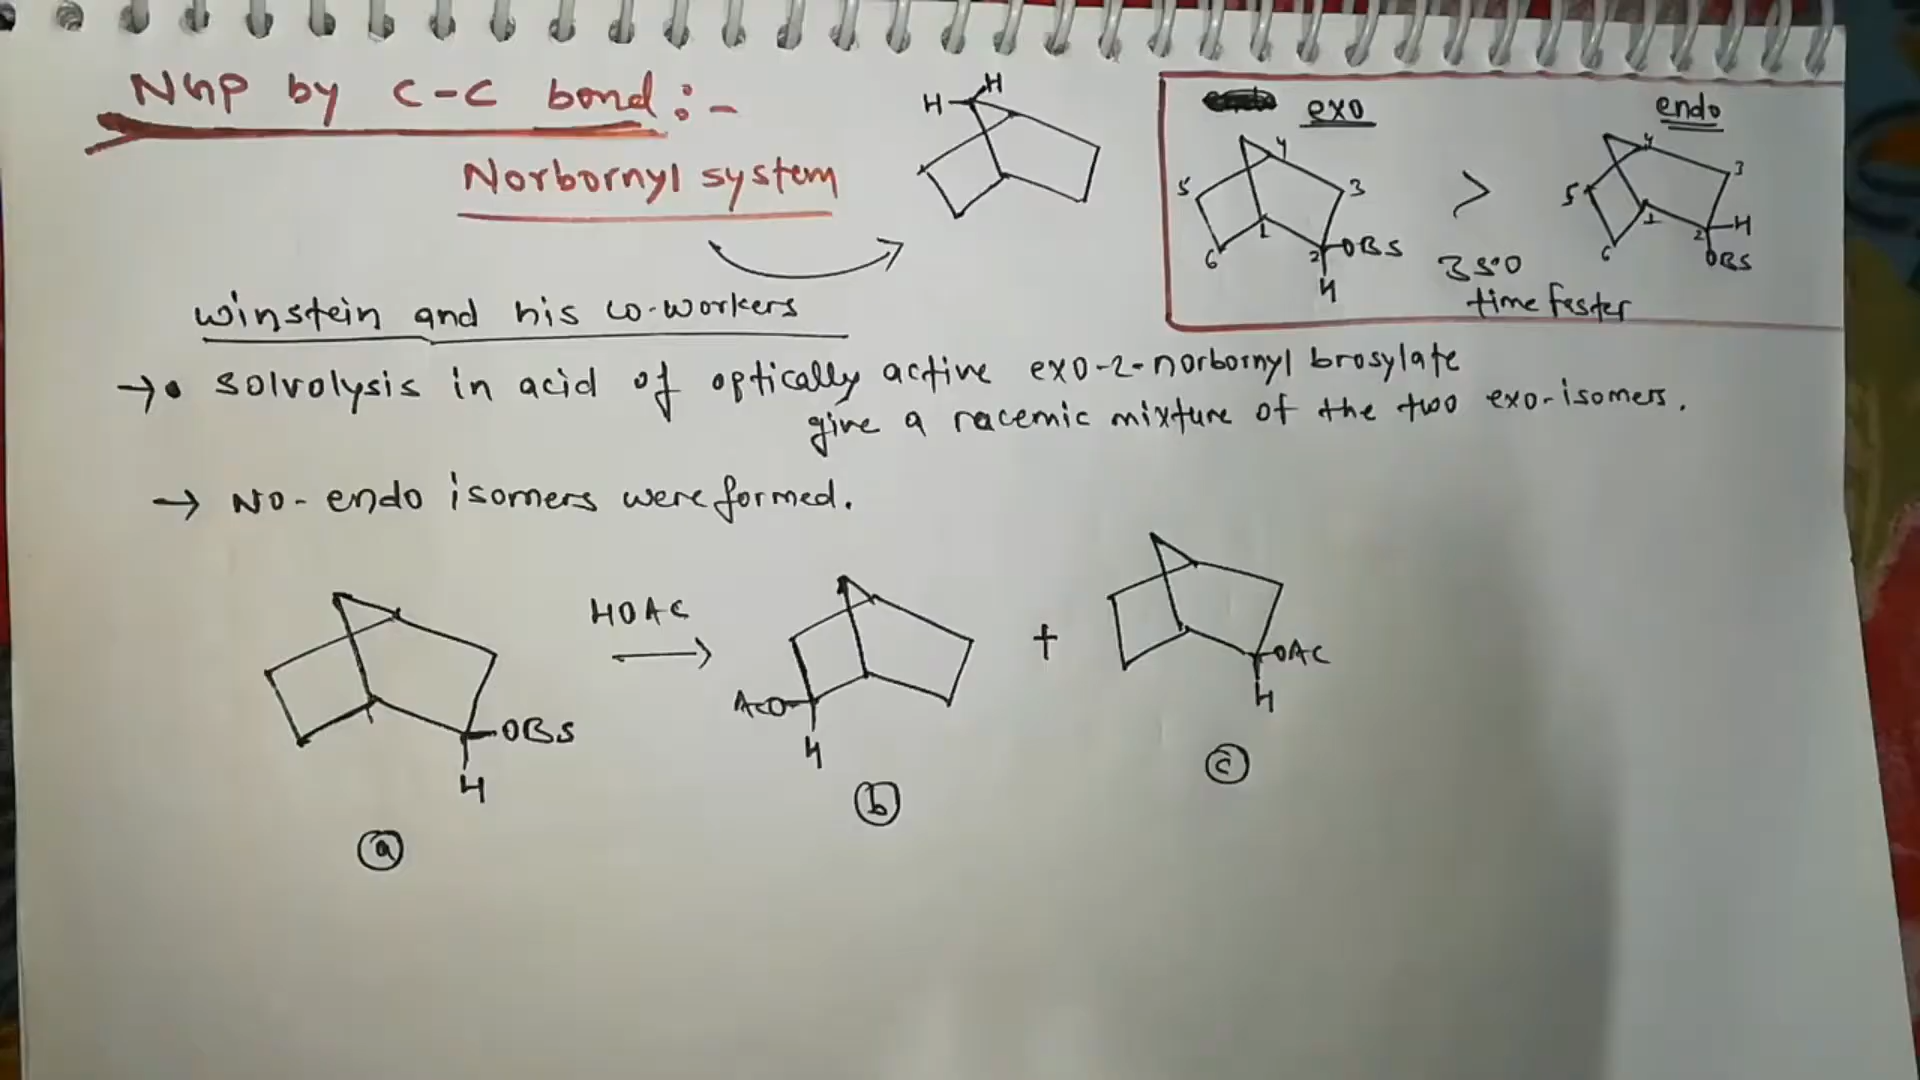 NGP by C-C bond :-
Norbornyl system
H
H
exo
endo
4
5
3
1
6
2
OBS
H
>
350
time faster
4
3
5
1
2
H
6
OBS
winstein and his co-workers
→• solvolysis in acid of optically active exo-2-norbornyl brosylate
give a racemic mixture of the two exo-isomers.
→ NO- endo isomers were formed.
OBS
H
(a)
HOAC
→
ACO
H
(b)
+
OAC
H
(c)